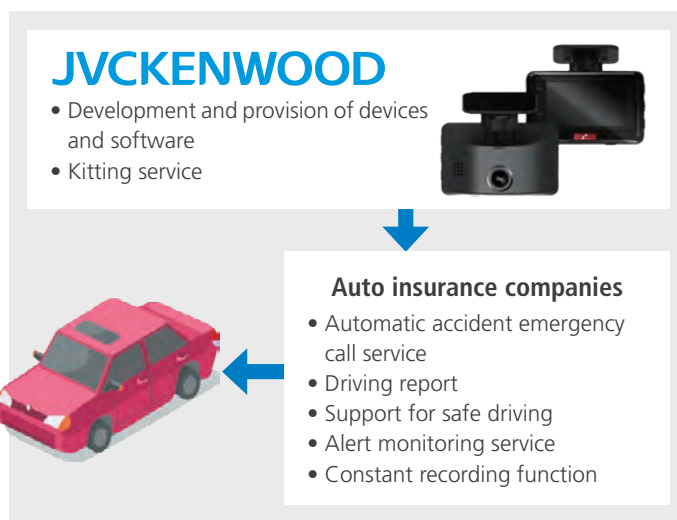 JVCKENWOOD
• Development and provision of devices
and software
• Kitting service
Auto insurance companies
• Automatic accident emergency
call service
• Driving report
• Support for safe driving
• Alert monitoring service
• Constant recording function